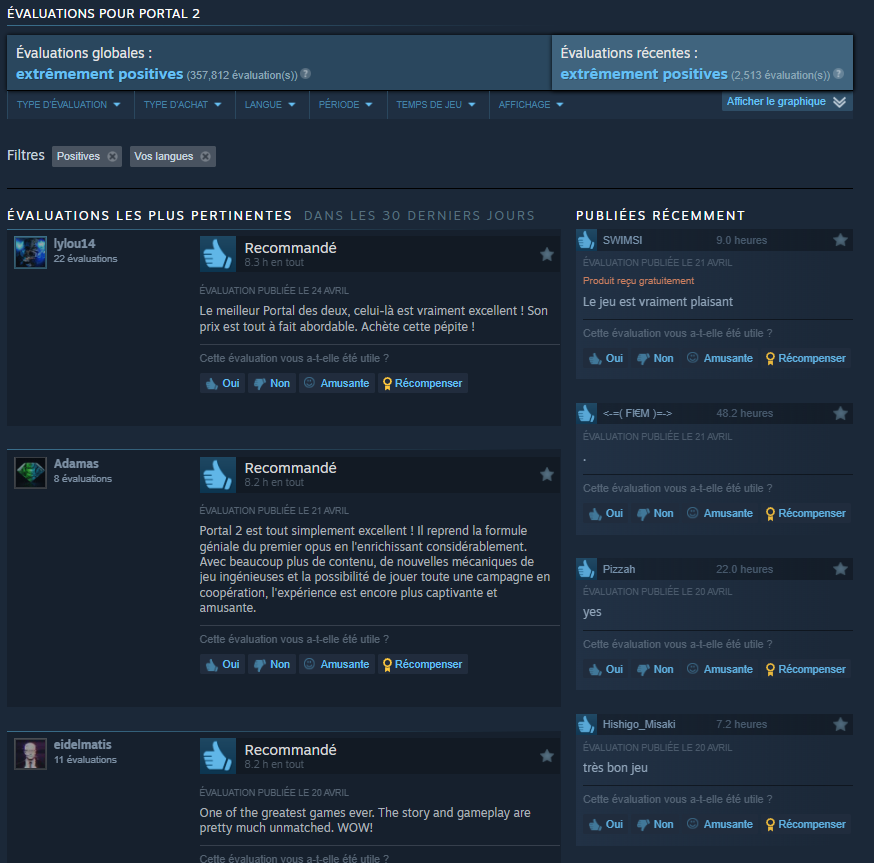 ÉVALUATIONS POUR PORTAL 2
Évaluations globales :
extrêmement positives (357,812 évaluation(s)) ?
Évaluations récentes :
extrêmement positives (2,513 évaluation(s)) ?
TYPE D'ÉVALUATION
TYPE D'ACHAT
LANGUE
PÉRIODE
TEMPS DE JEU
AFFICHAGE
Afficher le graphique
Filtres
Positives
Vos langues
ÉVALUATIONS LES PLUS PERTINENTES DANS LES 30 DERNIERS JOURS
lylou14
22 évaluations
Recommandé
8.3 h en tout
ÉVALUATION PUBLIÉE LE 24 AVRIL
Le meilleur Portal des deux, celui-là est vraiment excellent ! Son
prix est tout à fait abordable. Achète cette pépite !
Cette évaluation vous a-t-elle été utile ?
Oui Non Amusante Récompenser
Adamas
8 évaluations
Recommandé
8.2 h en tout
ÉVALUATION PUBLIÉE LE 21 AVRIL
Portal 2 est tout simplement excellent ! Il reprend la formule
géniale du premier opus en l'enrichissant considérablement.
Avec beaucoup plus de contenu, de nouvelles mécaniques de
jeu ingénieuses et la possibilité de jouer toute une campagne en
coopération, l'expérience est encore plus captivante et
amusante.
Cette évaluation vous a-t-elle été utile ?
Oui Non Amusante Récompenser
eidelmatis
11 évaluations
Recommandé
8.2 h en tout
ÉVALUATION PUBLIÉE LE 20 AVRIL
One of the greatest games ever. The story and gameplay are
pretty much unmatched. WOW!
Cette évaluation vous a-t-elle été utile ?
PUBLIÉES RÉCEMMENT
SWIMSI 9.0 heures
ÉVALUATION PUBLIÉE LE 21 AVRIL
Produit reçu gratuitement
Le jeu est vraiment plaisant
Cette évaluation vous a-t-elle été utile ?
Oui Non Amusante Récompenser
<-=( Fł€M )=-> 48.2 heures
ÉVALUATION PUBLIÉE LE 21 AVRIL
.
Cette évaluation vous a-t-elle été utile ?
Oui Non Amusante Récompenser
Pizzah 22.0 heures
ÉVALUATION PUBLIÉE LE 20 AVRIL
yes
Cette évaluation vous a-t-elle été utile ?
Oui Non Amusante Récompenser
Hishigo_Misaki 7.2 heures
ÉVALUATION PUBLIÉE LE 20 AVRIL
très bon jeu
Cette évaluation vous a-t-elle été utile ?
Oui Non Amusante Récompenser